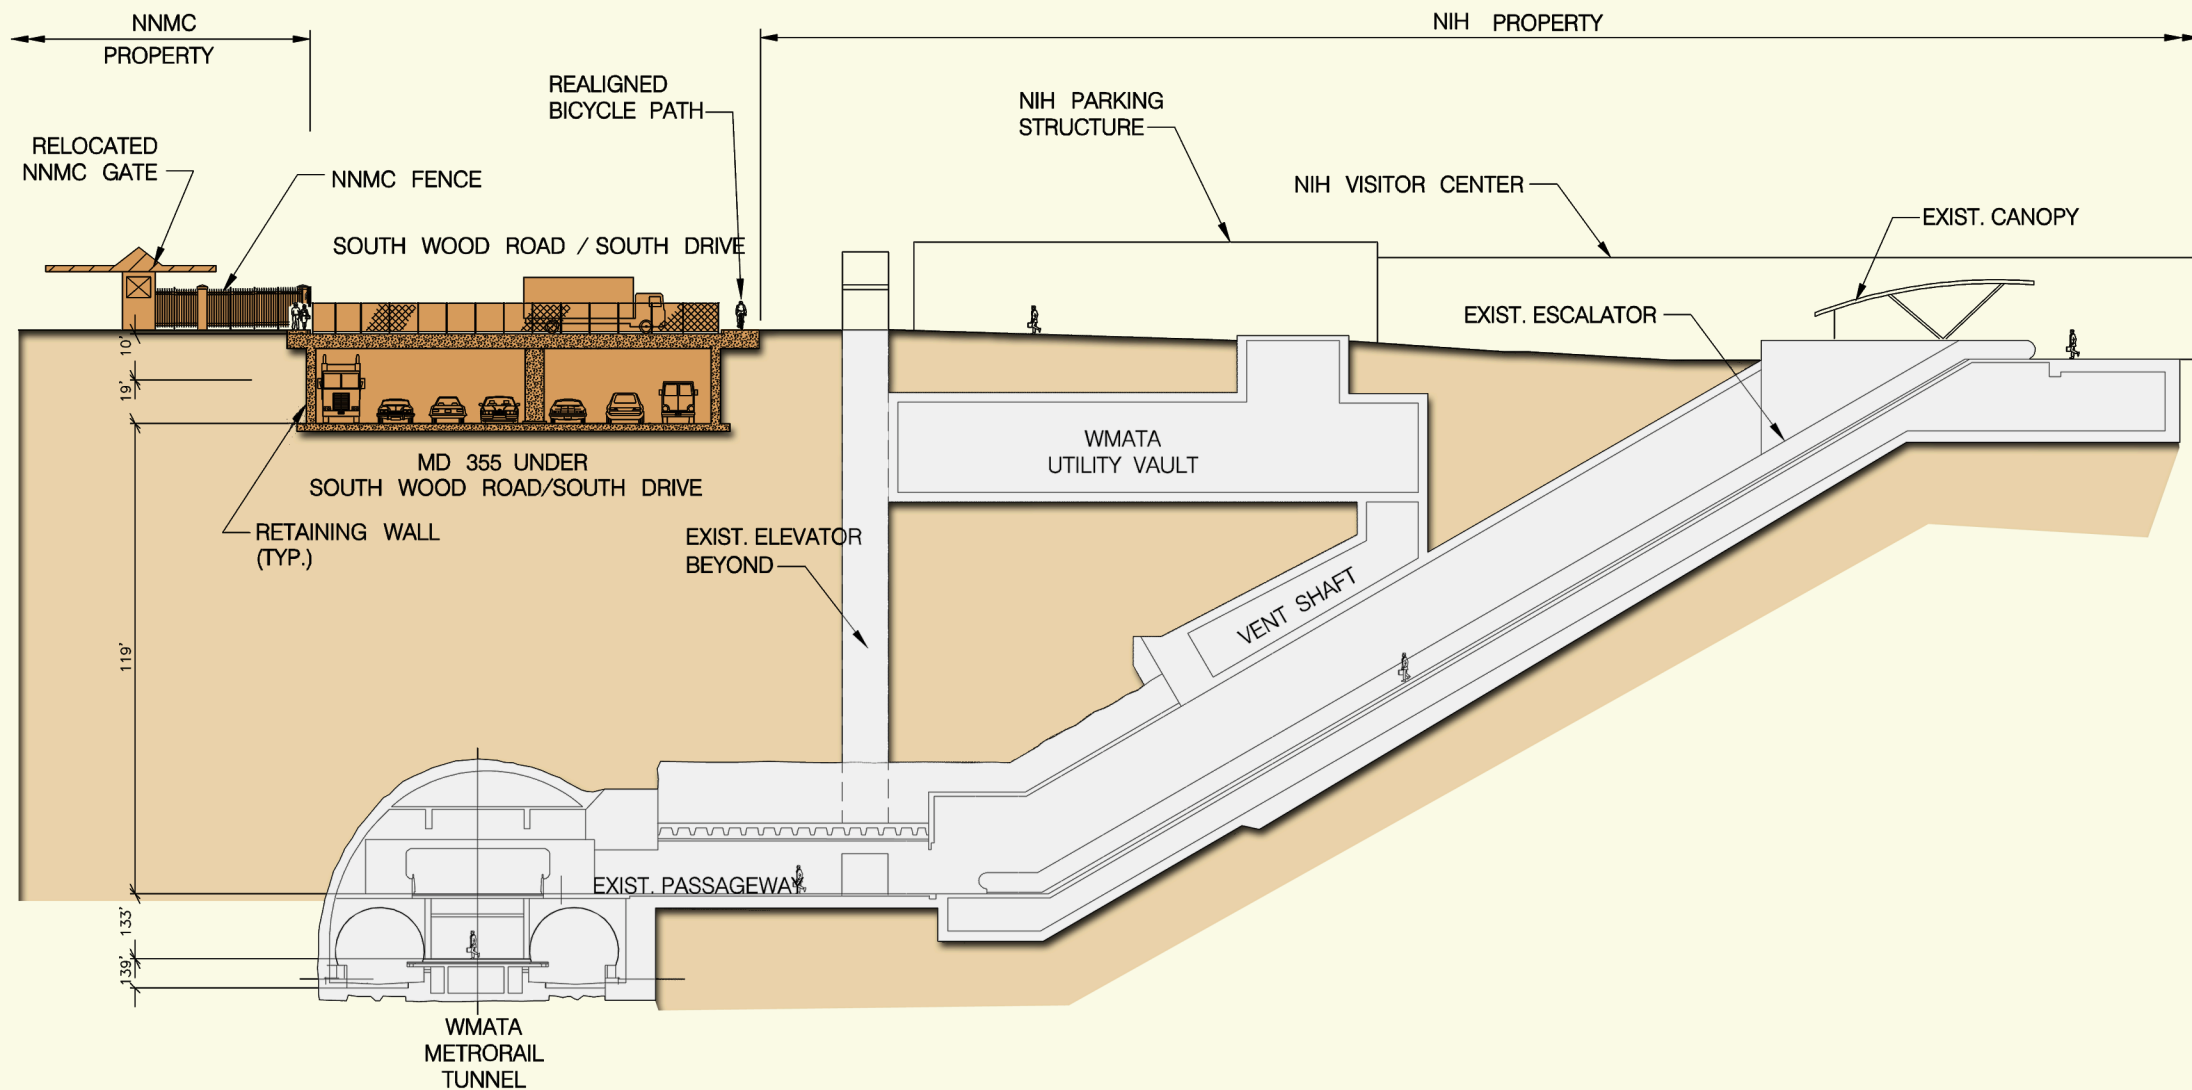 NNMC
PROPERTY
NIH PROPERTY
REALIGNED
BICYCLE PATH
NIH PARKING
STRUCTURE
RELOCATED
NNMC GATE
NNMC FENCE
NIH VISITOR CENTER
EXIST. CANOPY
SOUTH WOOD ROAD / SOUTH DRIVE
EXIST. ESCALATOR
10'
19'
WMATA
UTILITY VAULT
MD 355 UNDER
SOUTH WOOD ROAD/SOUTH DRIVE
RETAINING WALL
(TYP.)
EXIST. ELEVATOR
BEYOND
VENT SHAFT
119'
EXIST. PASSAGEWAY
133'
139'
WMATA
METRORAIL
TUNNEL